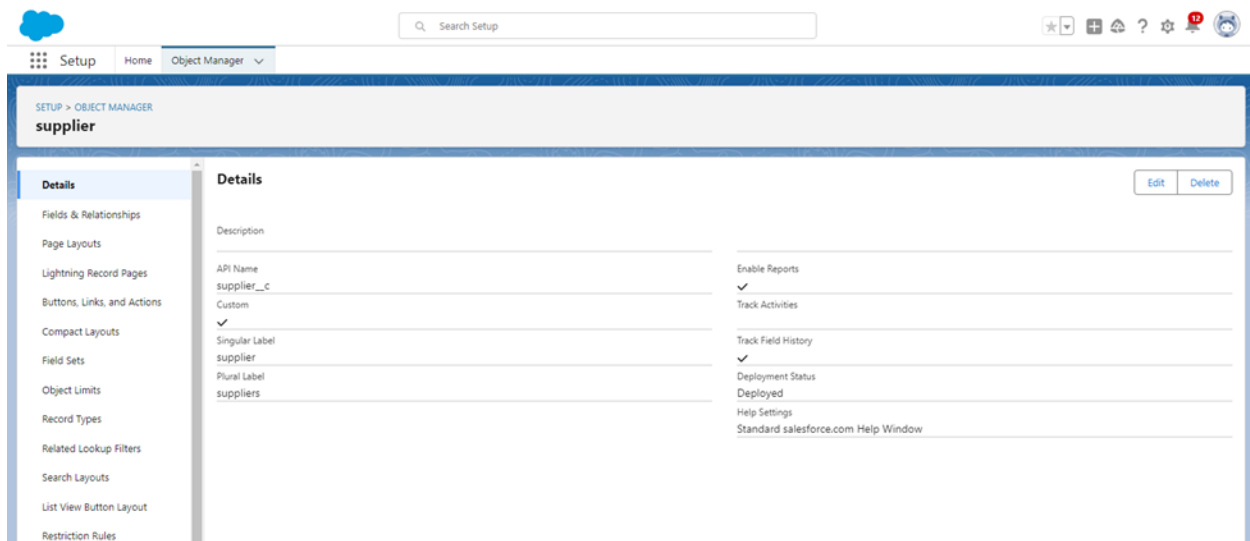 Search Setup
12
Setup
Home
Object Manager
SETUP > OBJECT MANAGER
supplier
Details
Fields & Relationships
Page Layouts
Lightning Record Pages
Buttons, Links, and Actions
Compact Layouts
Field Sets
Object Limits
Record Types
Related Lookup Filters
Search Layouts
List View Button Layout
Restriction Rules
Details
Edit
Delete
Description
API Name
supplier__c
Custom
Singular Label
supplier
Plural Label
suppliers
Enable Reports
Track Activities
Track Field History
Deployment Status
Deployed
Help Settings
Standard salesforce.com Help Window